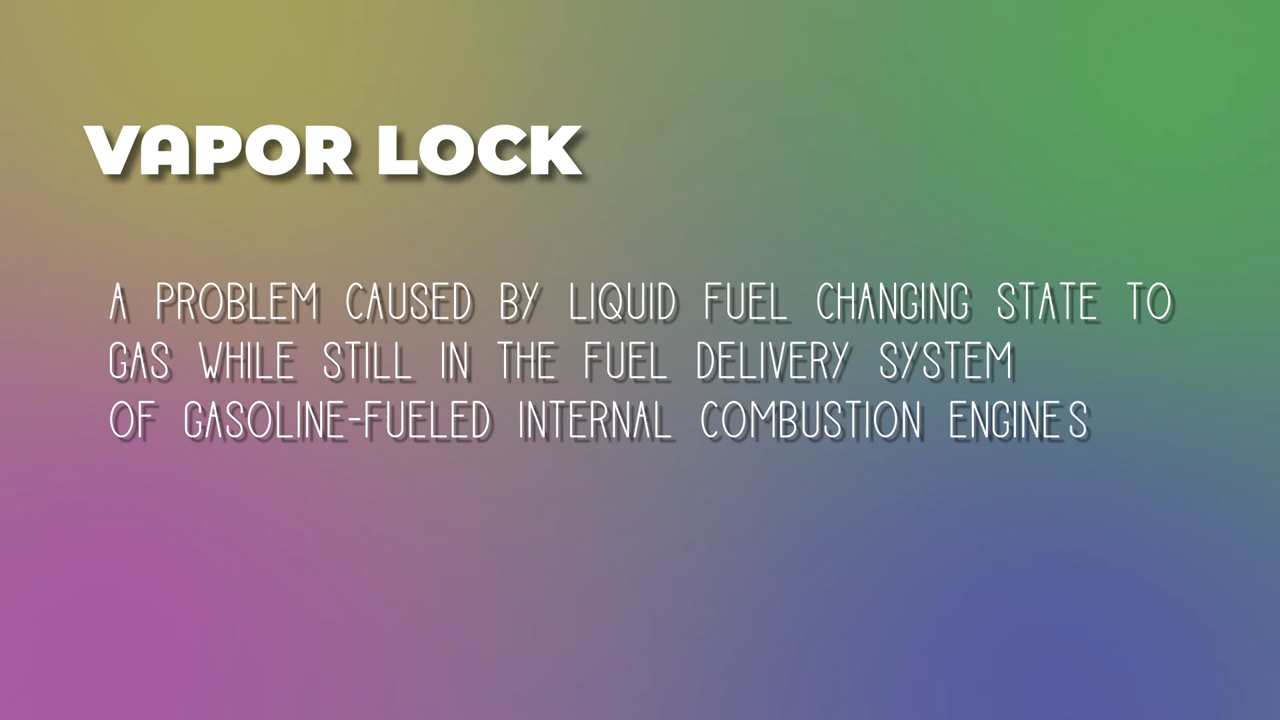 VAPOR LOCK
A PROBLEM CAUSED BY LIQUID FUEL CHANGING STATE TO
GAS WHILE STILL IN THE FUEL DELIVERY SYSTEM
OF GASOLINE-FUELED INTERNAL COMBUSTION ENGINES